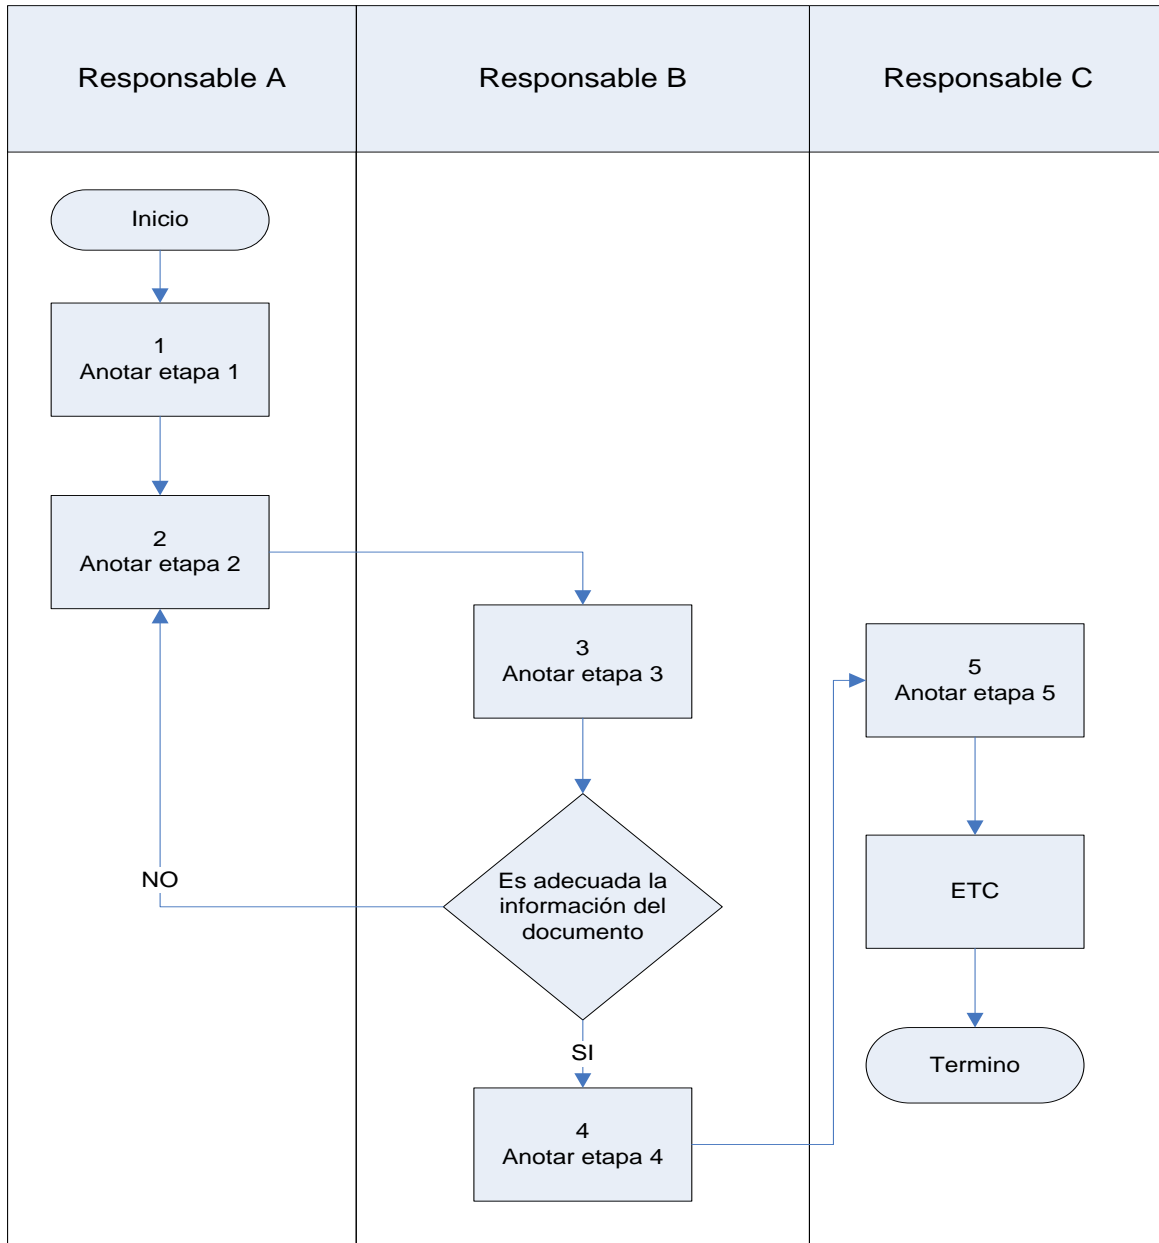 Responsable A
Responsable B
Responsable C
Inicio
1
Anotar etapa 1
2
Anotar etapa 2
3
Anotar etapa 3
Es adecuada la
información del
documento
NO
SI
4
Anotar etapa 4
5
Anotar etapa 5
ETC
Termino